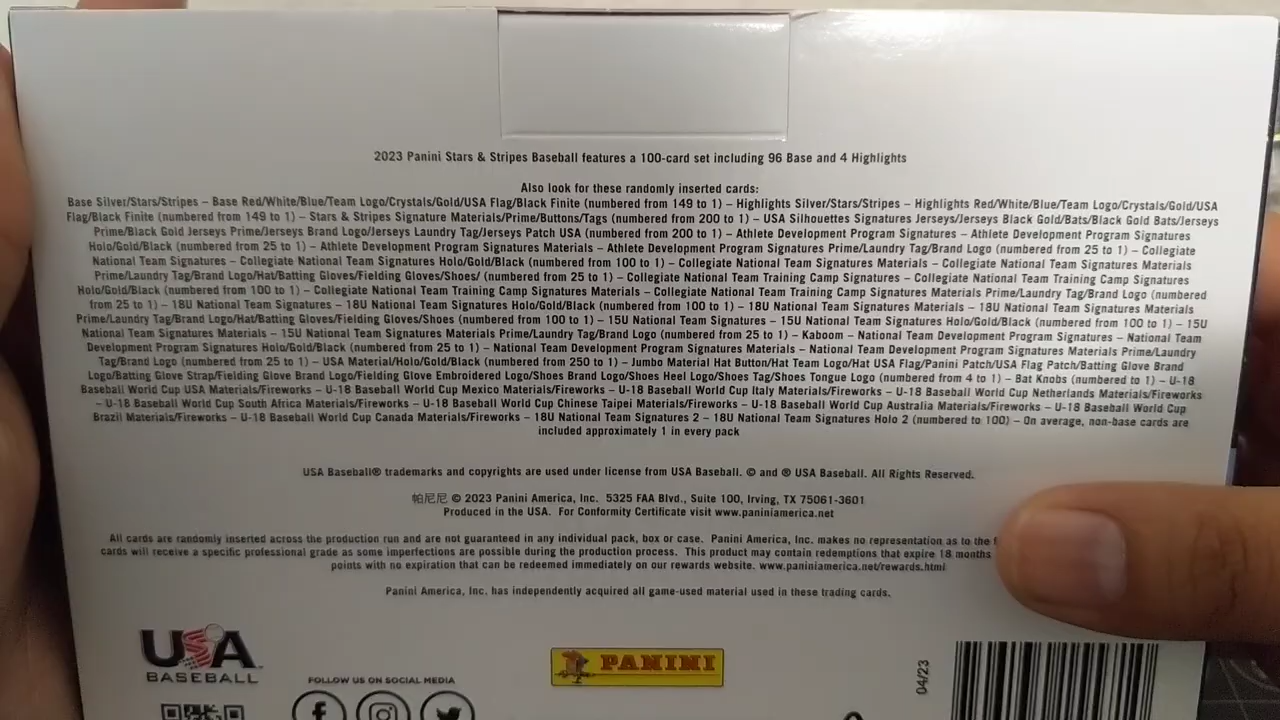 2023 Panini Stars & Stripes Baseball features a 100-card set including 96 Base and 4 Highlights
Also look for these randomly inserted cards:
Base Silver/Stars/Stripes – Base Red/White/Blue/Team Logo/Crystals/Gold/USA Flag/Black Finite (numbered from 149 to 1) – Highlights Silver/Stars/Stripes – Highlights Red/White/Blue/Team Logo/Crystals/Gold/USA
Flag/Black Finite (numbered from 149 to 1) – Stars & Stripes Signature Materials/Prime/Buttons/Tags (numbered from 200 to 1) – USA Silhouettes Signatures Jerseys/Jerseys Black Gold/Bats/Black Gold Bats/Jerseys
Prime/Black Gold Jerseys Prime/Jerseys Brand Logo/Jerseys Laundry Tag/Jerseys Patch USA (numbered from 200 to 1) – Athlete Development Program Signatures – Athlete Development Program Signatures
Holo/Gold/Black (numbered from 25 to 1) – Athlete Development Program Signatures Materials – Athlete Development Program Signatures Prime/Laundry Tag/Brand Logo (numbered from 25 to 1) – Collegiate
National Team Signatures – Collegiate National Team Signatures Holo/Gold/Black (numbered from 100 to 1) – Collegiate National Team Signatures Materials – Collegiate National Team Signatures Materials
Prime/Laundry Tag/Brand Logo/Hat/Batting Gloves/Fielding Gloves/Shoes/ (numbered from 25 to 1) – Collegiate National Team Training Camp Signatures – Collegiate National Team Training Camp Signatures
Holo/Gold/Black (numbered from 100 to 1) – Collegiate National Team Training Camp Signatures Materials – Collegiate National Team Training Camp Signatures Materials Prime/Laundry Tag/Brand Logo (numbered
from 25 to 1) – 18U National Team Signatures – 18U National Team Signatures Holo/Gold/Black (numbered from 100 to 1) – 18U National Team Signatures Materials – 18U National Team Signatures Materials
Prime/Laundry Tag/Brand Logo/Hat/Batting Gloves/Fielding Gloves/Shoes (numbered from 100 to 1) – 15U National Team Signatures – 15U National Team Signatures Holo/Gold/Black (numbered from 100 to 1) – 15U
National Team Signatures Materials – 15U National Team Signatures Materials Prime/Laundry Tag/Brand Logo (numbered from 25 to 1) – Kaboom – National Team Development Program Signatures – National Team
Development Program Signatures Holo/Gold/Black (numbered from 25 to 1) – National Team Development Program Signatures Materials – National Team Development Program Signatures Materials Prime/Laundry
Tag/Brand Logo (numbered from 25 to 1) – USA Material/Holo/Gold/Black (numbered from 250 to 1) – Jumbo Material Hat Button/Hat Team Logo/Hat USA Flag/Panini Patch/USA Flag Patch/Batting Glove Brand
Logo/Batting Glove Strap/Fielding Glove Brand Logo/Fielding Glove Embroidered Logo/Shoes Brand Logo/Shoes Heel Logo/Shoes Tag/Shoes Tongue Logo (numbered from 4 to 1) – Bat Knobs (numbered to 1) – U-18
Baseball World Cup USA Materials/Fireworks – U-18 Baseball World Cup Mexico Materials/Fireworks – U-18 Baseball World Cup Italy Materials/Fireworks – U-18 Baseball World Cup Netherlands Materials/Fireworks
– U-18 Baseball World Cup South Africa Materials/Fireworks – U-18 Baseball World Cup Chinese Taipei Materials/Fireworks – U-18 Baseball World Cup Australia Materials/Fireworks – U-18 Baseball World Cup
Brazil Materials/Fireworks – U-18 Baseball World Cup Canada Materials/Fireworks – 18U National Team Signatures 2 – 18U National Team Signatures Holo 2 (numbered to 100) – On average, non-base cards are
included approximately 1 in every pack
USA Baseball® trademarks and copyrights are used under license from USA Baseball. © and ® USA Baseball. All Rights Reserved.
帕尼尼 © 2023 Panini America, Inc. 5325 FAA Blvd., Suite 100, Irving, TX 75061-3601
Produced in the USA. For Conformity Certificate visit www.paniniamerica.net
All cards are randomly inserted across the production run and are not guaranteed in any individual pack, box or case. Panini America, Inc. makes no representation as to the
cards will receive a specific professional grade as some imperfections are possible during the production process. This product may contain redemptions that expire 18 months
points with no expiration that can be redeemed immediately on our rewards website. www.paniniamerica.net/rewards.html
Panini America, Inc. has independently acquired all game-used material used in these trading cards.
USA
BASEBALL
FOLLOW US ON SOCIAL MEDIA
PANINI
04/23